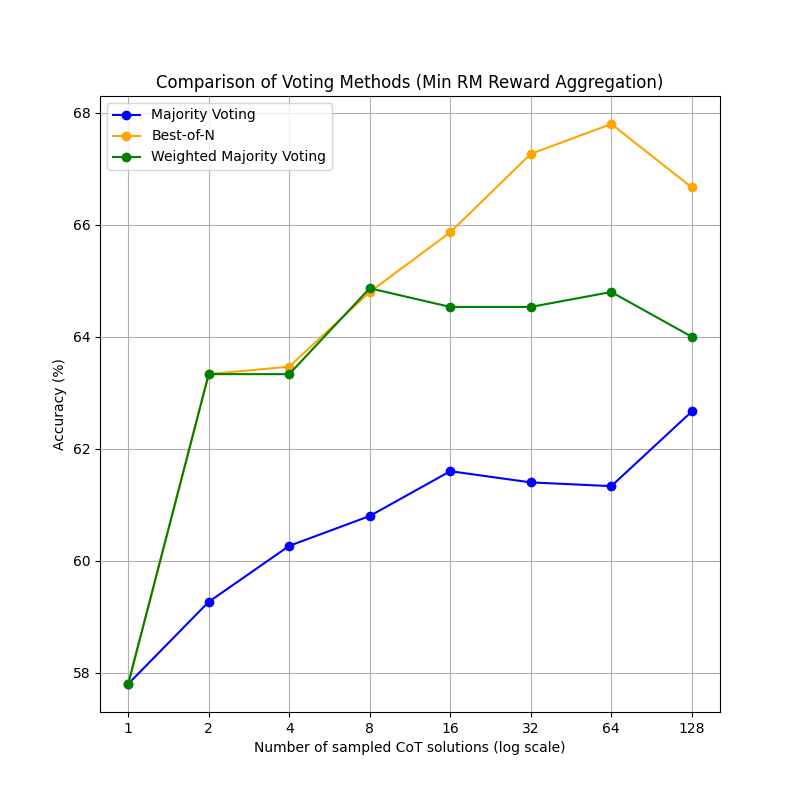 Comparison of Voting Methods (Min RM Reward Aggregation)
Majority Voting
Best-of-N
Weighted Majority Voting
68
66
64
62
60
58
Accuracy (%)
1 2 4 8 16 32 64 128
Number of sampled CoT solutions (log scale)